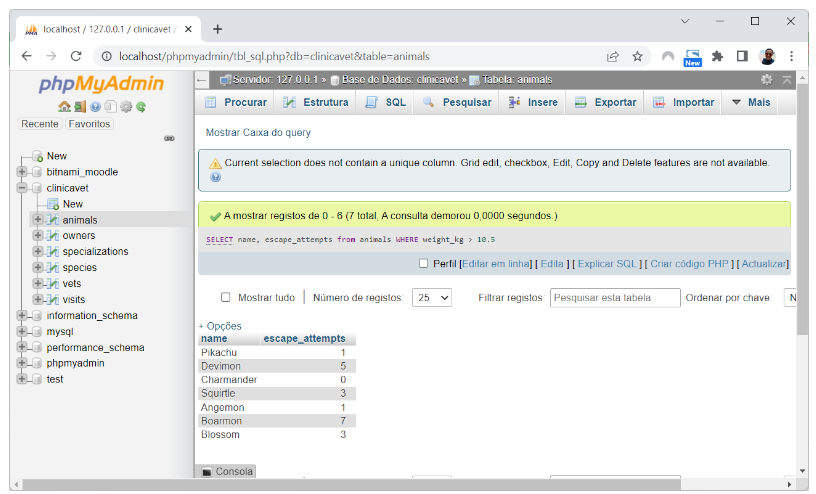 localhost / 127.0.0.1 / clinicavet /
localhost/phpmyadmin/tbl_sql.php?db=clinicavet&table=animals
New
phpMyAdmin
Recente Favoritos
New
bitnami_moodle
clinicavet
New
animals
owners
specializations
species
vets
visits
information_schema
mysql
performance_schema
phpmyadmin
test
Servidor: 127.0.0.1 » Base de Dados: clinicavet » Tabela: animals
Procurar Estrutura SQL Pesquisar Insere Exportar Importar Mais
Mostrar Caixa do query
Current selection does not contain a unique column. Grid edit, checkbox, Edit, Copy and Delete features are not available.
A mostrar registos de 0 - 6 (7 total, A consulta demorou 0,0000 segundos.)
SELECT name, escape_attempts from animals WHERE weight_kg > 10.5
Perfil [Editar em linha] [ Edita ] [ Explicar SQL ] [ Criar código PHP ] [ Actualizar]
Mostrar tudo Número de registos: 25 Filtrar registos: Pesquisar esta tabela Ordenar por chave: N
+ Opções
name escape_attempts
Pikachu 1
Devimon 5
Charmander 0
Squirtle 3
Angemon 1
Boarmon 7
Blossom 3
Consola